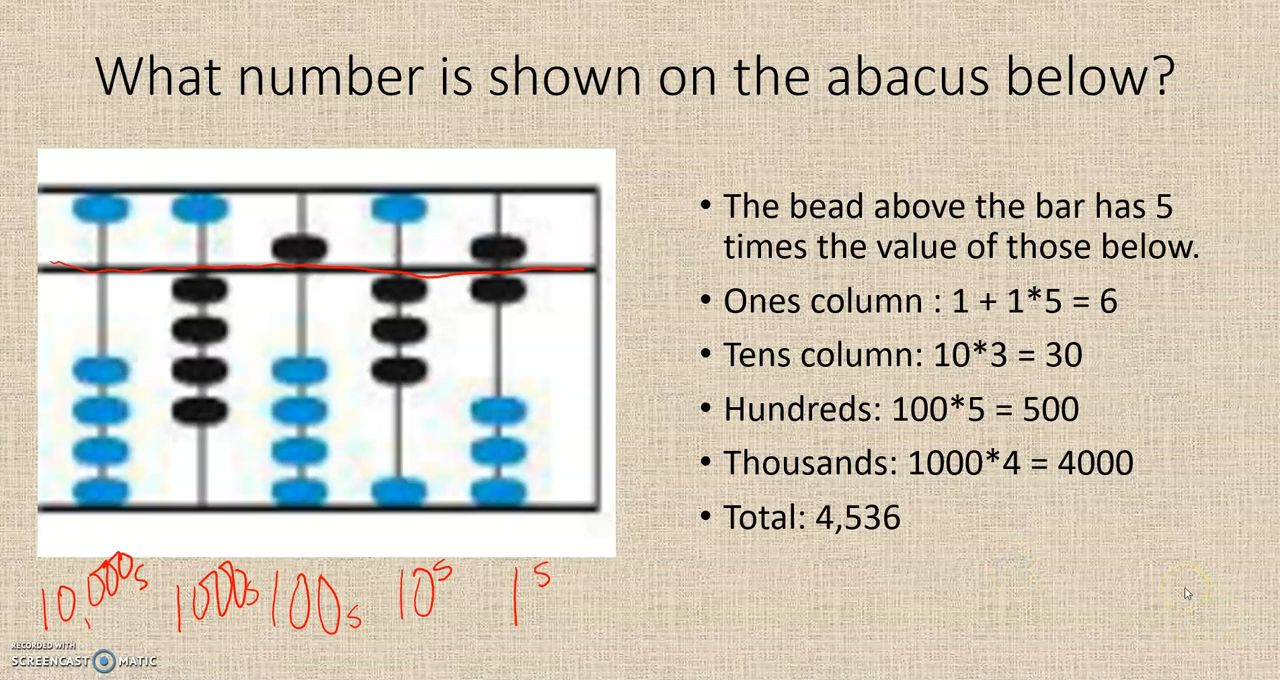 What number is shown on the abacus below?
• The bead above the bar has 5
times the value of those below.
• Ones column : 1 + 1*5 = 6
• Tens column: 10*3 = 30
• Hundreds: 100*5 = 500
• Thousands: 1000*4 = 4000
• Total: 4,536
10,000s 1000s 100s 10s 1s
RECORDED WITH
SCREENCAST MATIC